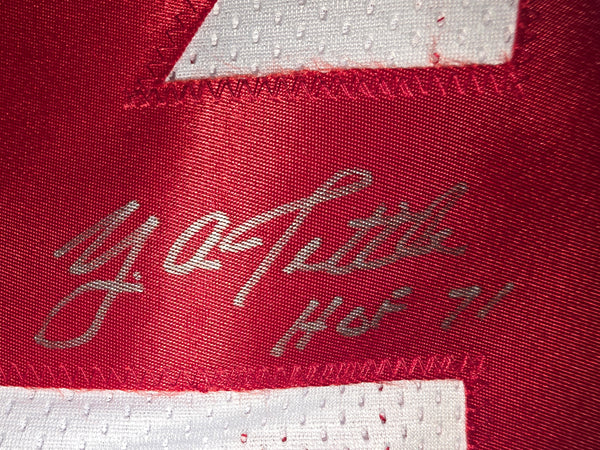 Y. A. Tittle
HOF 71